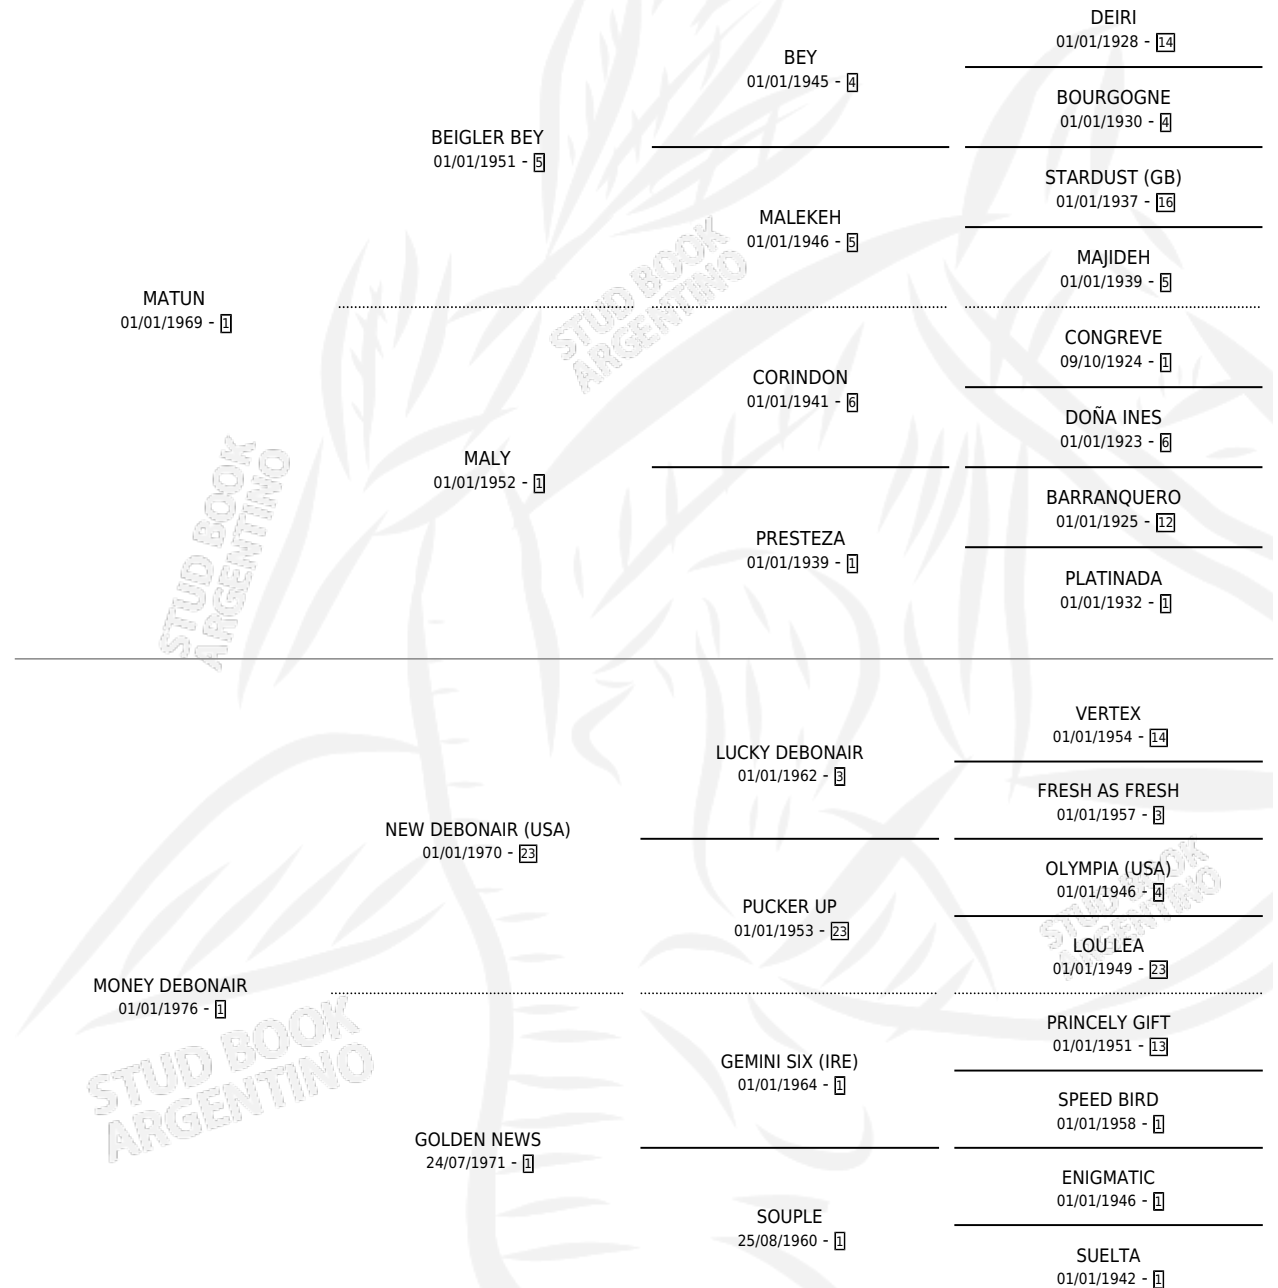 DEIRI
01/01/1928 - 14
BEY
01/01/1945 - 4
BOURGOGNE
01/01/1930 - 4
BEIGLER BEY
01/01/1951 - 5
STARDUST (GB)
01/01/1937 - 16
MALEKEH
01/01/1946 - 5
MAJIDEH
01/01/1939 - 5
MATUN
01/01/1969 - 1
CONGREVE
09/10/1924 - 1
CORINDON
01/01/1941 - 6
DOÑA INES
01/01/1923 - 6
MALY
01/01/1952 - 1
BARRANQUERO
01/01/1925 - 12
PRESTEZA
01/01/1939 - 1
PLATINADA
01/01/1932 - 1
VERTEX
01/01/1954 - 14
LUCKY DEBONAIR
01/01/1962 - 3
FRESH AS FRESH
01/01/1957 - 3
NEW DEBONAIR (USA)
01/01/1970 - 23
OLYMPIA (USA)
01/01/1946 - 4
PUCKER UP
01/01/1953 - 23
LOU LEA
01/01/1949 - 23
MONEY DEBONAIR
01/01/1976 - 1
PRINCELY GIFT
01/01/1951 - 13
GEMINI SIX (IRE)
01/01/1964 - 1
SPEED BIRD
01/01/1958 - 1
GOLDEN NEWS
24/07/1971 - 1
ENIGMATIC
01/01/1946 - 1
SOUPLE
25/08/1960 - 1
SUELTA
01/01/1942 - 1
STUD BOOK
ARGENTINO
STUD BOOK
ARGENTINO
STUD BOOK
ARGENTINO
STUD BOOK
ARGENTINO